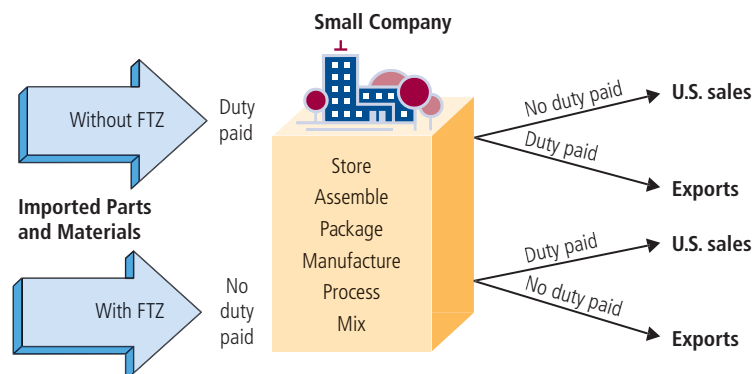 Small Company
Without FTZ
Duty
paid
Imported Parts
and Materials
With FTZ
No
duty
paid
Store
Assemble
Package
Manufacture
Process
Mix
No duty paid
U.S. sales
Duty paid
Exports
Duty paid
U.S. sales
No duty paid
Exports